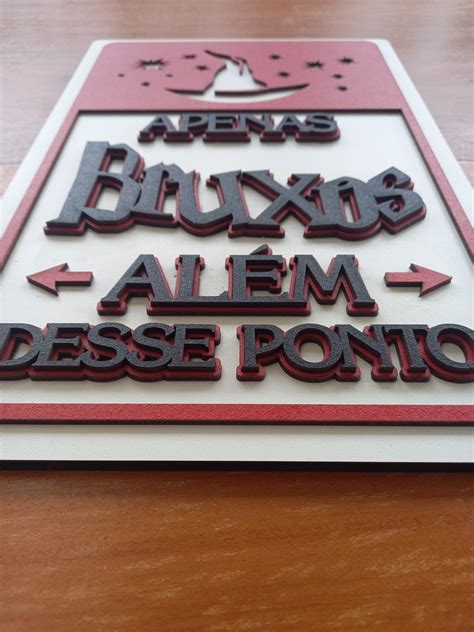 APENAS
BRUXOS
ALÉM
DESSE PONTO